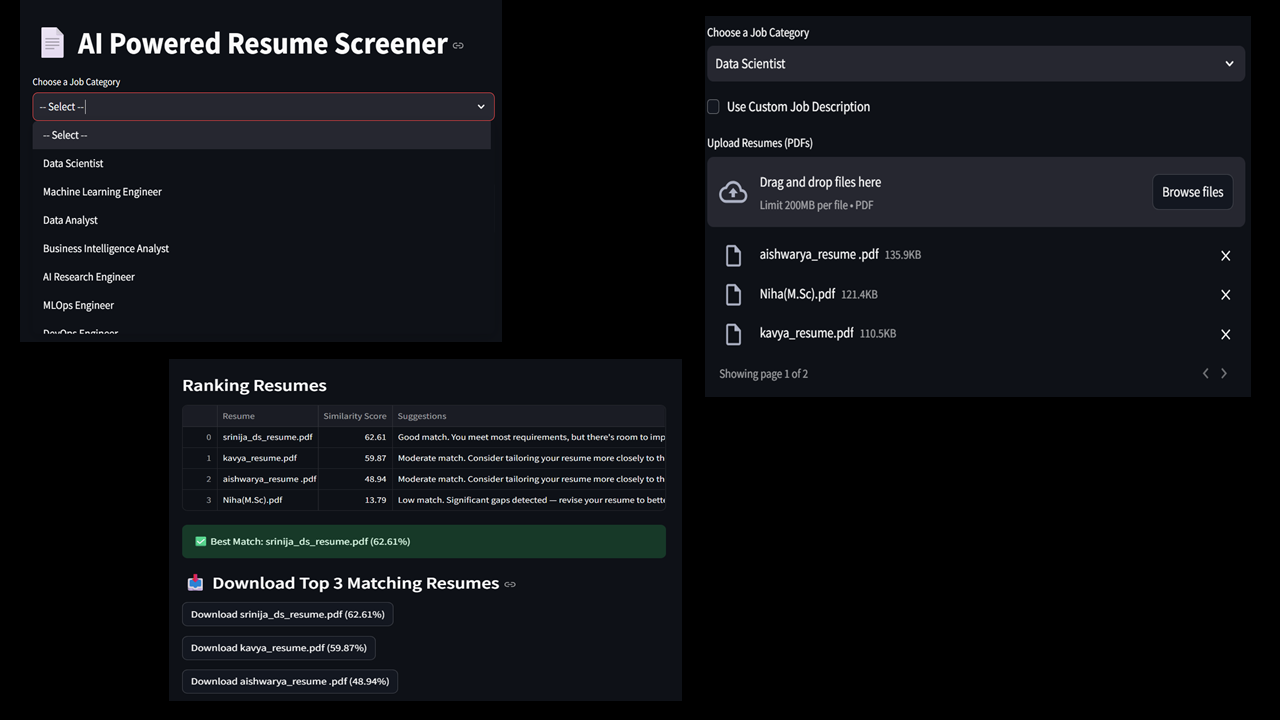 AI Powered Resume Screener
Choose a Job Category
-- Select --
-- Select --
Data Scientist
Machine Learning Engineer
Data Analyst
Business Intelligence Analyst
AI Research Engineer
MLOps Engineer
DevOps Engineer
Choose a Job Category
Data Scientist
Use Custom Job Description
Upload Resumes (PDFs)
Drag and drop files here
Limit 200MB per file • PDF
Browse files
aishwarya_resume .pdf 135.9KB
Niha(M.Sc).pdf 121.4KB
kavya_resume.pdf 110.5KB
Showing page 1 of 2
Ranking Resumes
Resume Similarity Score Suggestions
0 srinija_ds_resume.pdf 62.61 Good match. You meet most requirements, but there's room to imp
1 kavya_resume.pdf 59.87 Moderate match. Consider tailoring your resume more closely to th
2 aishwarya_resume .pdf 48.94 Moderate match. Consider tailoring your resume more closely to th
3 Niha(M.Sc).pdf 13.79 Low match. Significant gaps detected — revise your resume to bette
Best Match: srinija_ds_resume.pdf (62.61%)
Download Top 3 Matching Resumes
Download srinija_ds_resume.pdf (62.61%)
Download kavya_resume.pdf (59.87%)
Download aishwarya_resume .pdf (48.94%)